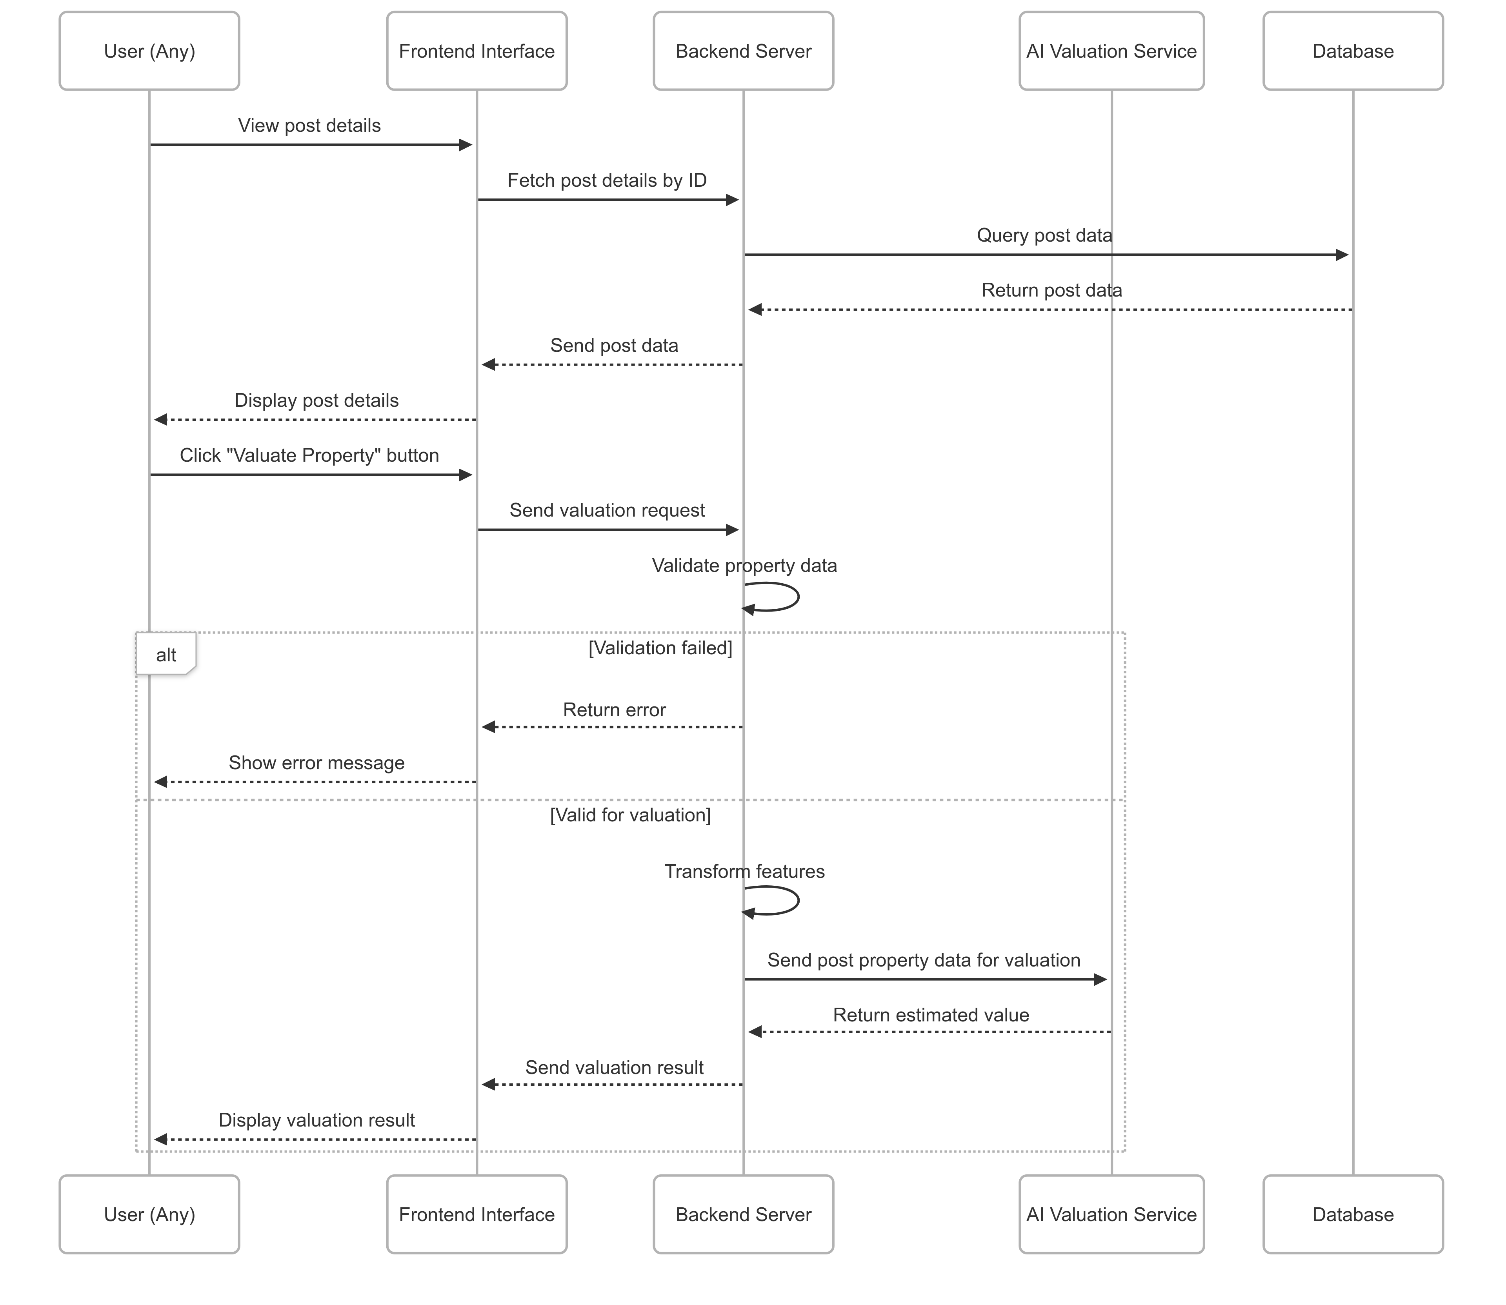 User (Any)
Frontend Interface
Backend Server
AI Valuation Service
Database
View post details
Fetch post details by ID
Query post data
Return post data
Send post data
Display post details
Click "Valuate Property" button
Send valuation request
Validate property data
alt
[Validation failed]
Return error
Show error message
[Valid for valuation]
Transform features
Send post property data for valuation
Return estimated value
Send valuation result
Display valuation result
User (Any)
Frontend Interface
Backend Server
AI Valuation Service
Database